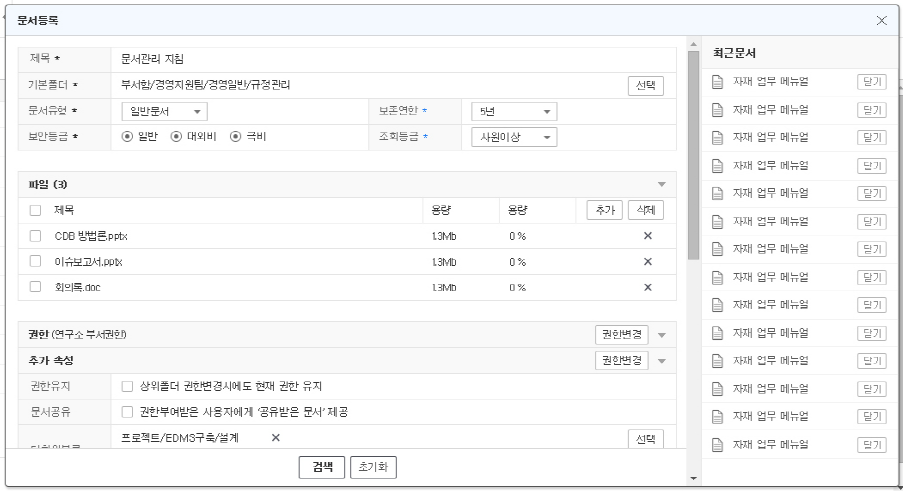 문서등록
제목 *
문서관리 지침
기본폴더 *
부서함/경영지원팀/경영일반/규정관리
선택
문서유형 *
일반문서
보존연한 *
5년
보안등급 *
일반
대외비
극비
조회등급 *
사원이상
파일 (3)
제목
용량
용량
추가
삭제
CDB 방법론.pptx
1.3Mb
0 %
이슈보고서.pptx
1.3Mb
0 %
회의록.doc
1.3Mb
0 %
권한 (연구소 부서권한)
권한변경
추가 속성
권한변경
권한유지
상위폴더 권한변경시에도 현재 권한 유지
문서공유
권한부여받은 사용자에게 '공유받은 문서' 제공
프로젝트/EDMS구축/설계
선택
검색
초기화
최근문서
자재 업무 메뉴얼
닫기
자재 업무 메뉴얼
닫기
자재 업무 메뉴얼
닫기
자재 업무 메뉴얼
닫기
자재 업무 메뉴얼
닫기
자재 업무 메뉴얼
닫기
자재 업무 메뉴얼
닫기
자재 업무 메뉴얼
닫기
자재 업무 메뉴얼
닫기
자재 업무 메뉴얼
닫기
자재 업무 메뉴얼
닫기
자재 업무 메뉴얼
닫기
자재 업무 메뉴얼
닫기
자재 업무 메뉴얼
닫기